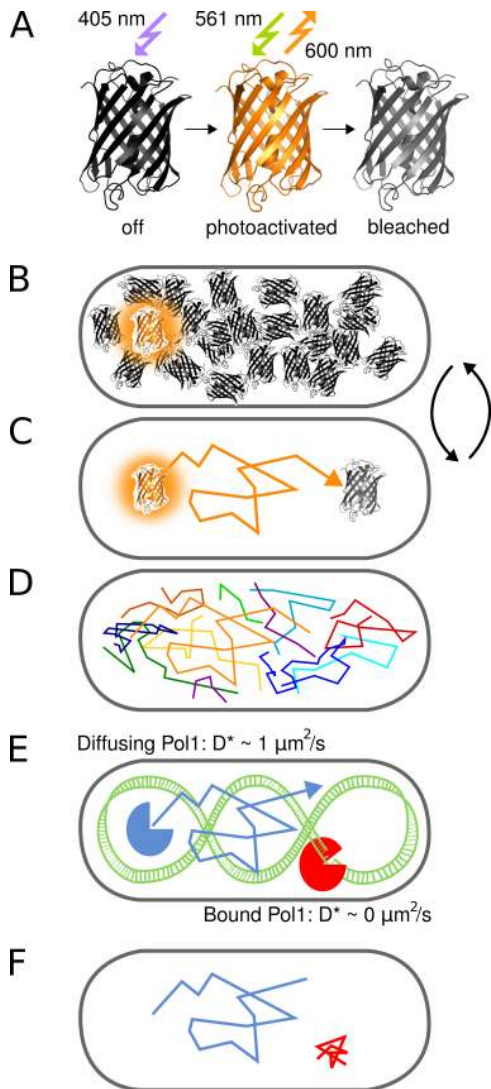 A
405 nm
561 nm
600 nm
off
photoactivated
bleached
B
C
D
E
Diffusing Pol1: D* ~ 1 µm²/s
Bound Pol1: D* ~ 0 µm²/s
F